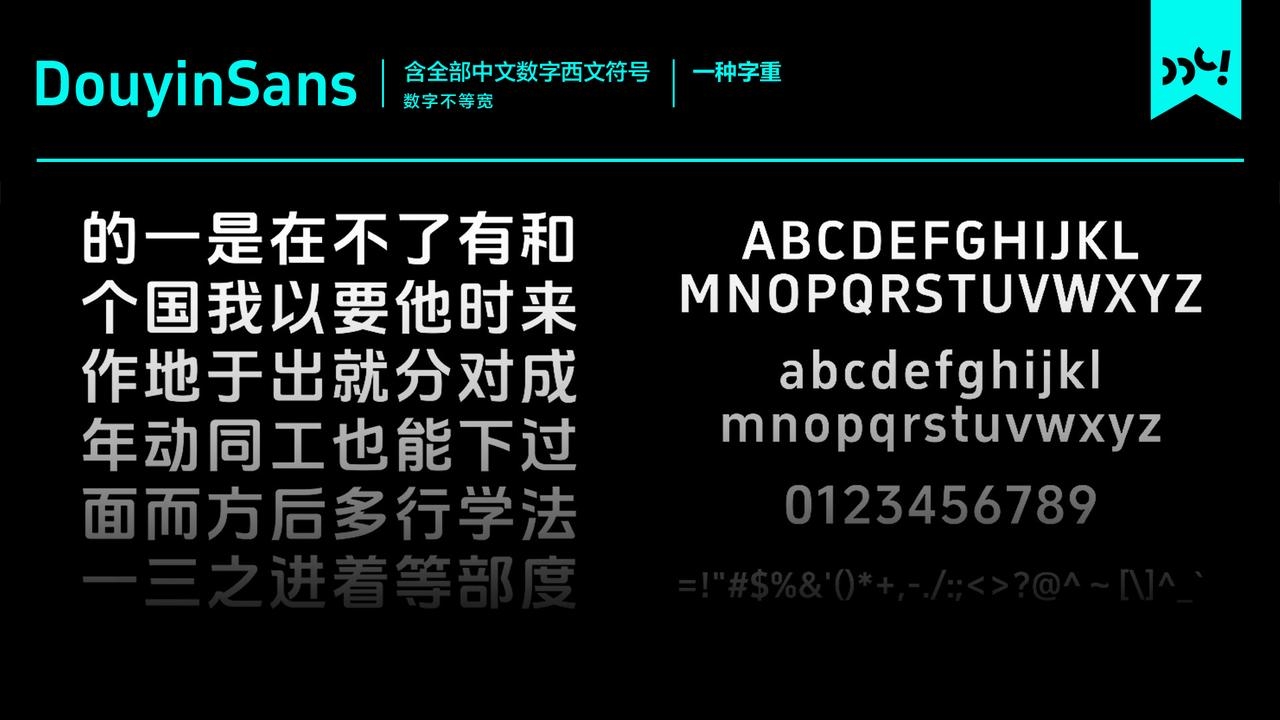 DouyinSans
含全部中文数字西文符号
数字不等宽
一种字重
的一是在不了有和
个国我以要他时来
作地于出就分对成
年动同工也能下过
面而方后多行学法
一三之进着等部度
ABCDEFGHIJKL
MNOPQRSTUVWXYZ
abcdefghijkl
mnopqrstuvwxyz
0123456789
=!"#$%&'()*+,-./:;<>?@^ ~ [\]^_`